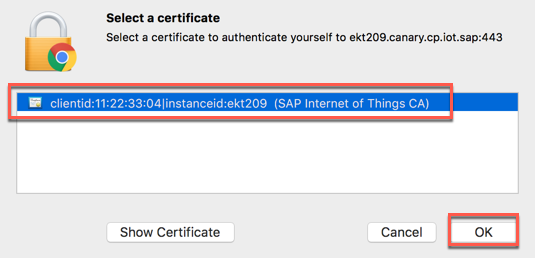 Select a certificate
Select a certificate to authenticate yourself to ekt209.canary.cp.iot.sap:443
clientid:11:22:33:04|instanceid:ekt209 (SAP Internet of Things CA)
Show Certificate
Cancel
OK